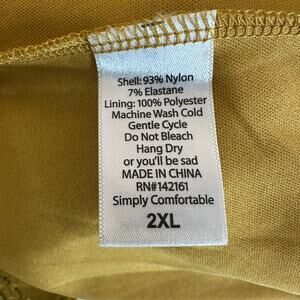 Shell: 93% Nylon
7% Elastane
Lining: 100% Polyester
Machine Wash Cold
Gentle Cycle
Do Not Bleach
Hang Dry
or you'll be sad
MADE IN CHINA
RN#142161
Simply Comfortable
2XL